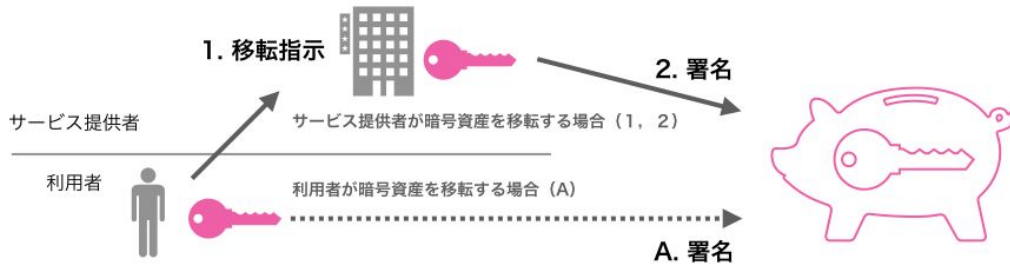 1. 移転指示
2. 署名
サービス提供者
サービス提供者が暗号資産を移転する場合（1，2）
利用者
利用者が暗号資産を移転する場合（A）
A. 署名